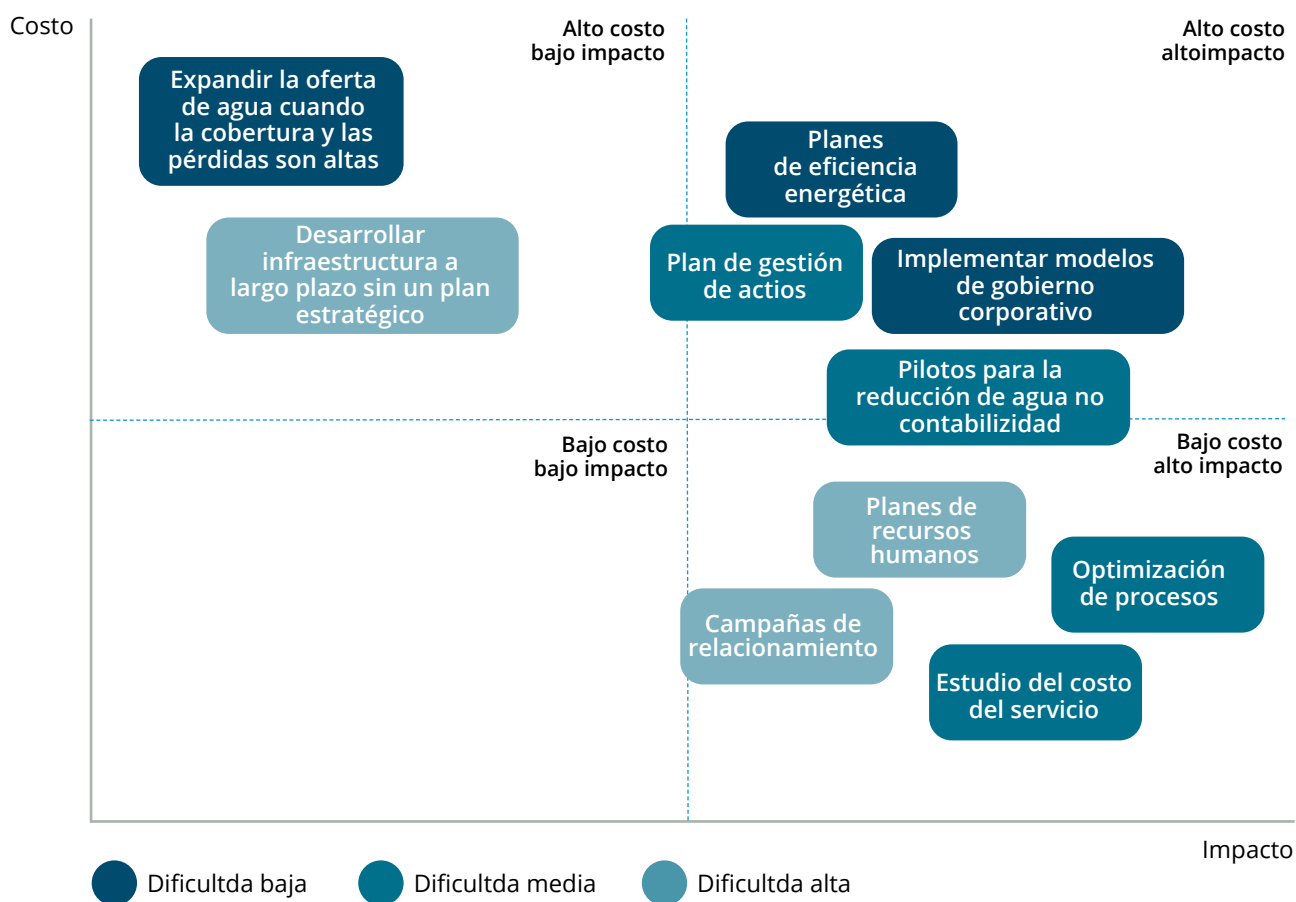 Costo
Alto costo
bajo impacto
Alto costo
altoimpacto
Expandir la oferta
de agua cuando
la cobertura y las
pérdidas son altas
Planes
de eficiencia
energética
Desarrollar
infraestructura a
largo plazo sin un plan
estratégico
Plan de gestión
de actios
Implementar modelos
de gobierno
corporativo
Pilotos para la
reducción de agua no
contabilizidad
Bajo costo
bajo impacto
Bajo costo
alto impacto
Planes de
recursos
humanos
Optimización
de procesos
Campañas de
relacionamiento
Estudio del costo
del servicio
Impacto
Dificultda baja
Dificultda media
Dificultda alta